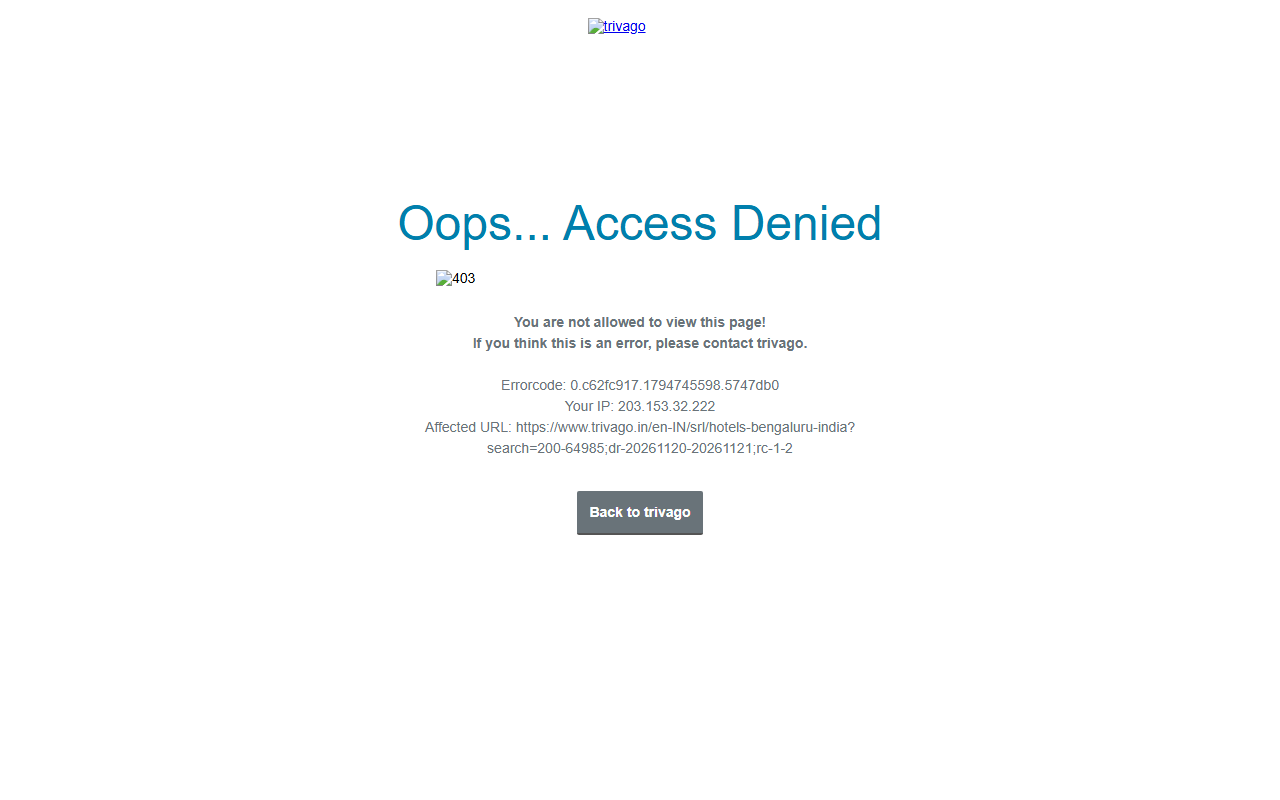 trivago
Oops... Access Denied
403
You are not allowed to view this page!
If you think this is an error, please contact trivago.
Errorcode: 0.c62fc917.1794745598.5747db0
Your IP: 203.153.32.222
Affected URL: https://www.trivago.in/en-IN/srl/hotels-bengaluru-india?
search=200-64985;dr-20261120-20261121;rc-1-2
Back to trivago